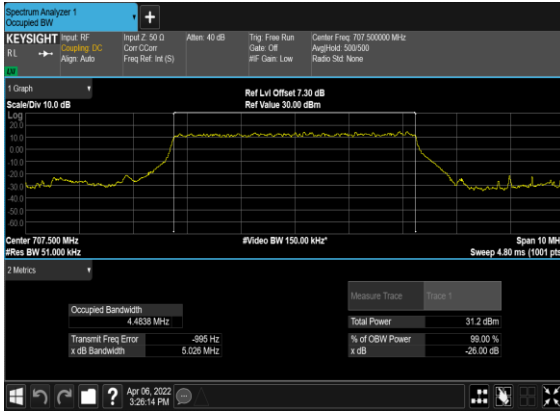 Spectrum Analyzer 1
Occupied BW
+
KEYSIGHT Input: RF Input Z: 50 Ω Atten: 40 dB Trig: Free Run Center Freq: 707.500000 MHz
RL Coupling: DC Corr CCorr Gate: Off Avg|Hold: 500/500
Align: Auto Freq Ref: Int (S) #IF Gain: Low Radio Std: None
1 Graph
Ref Lvl Offset 7.30 dB
Scale/Div 10.0 dB Ref Value 30.00 dBm
Log
20.0
10.0
0.00
-10.0
-20.0
-30.0
-40.0
-50.0
-60.0
Center 707.500 MHz #Video BW 150.00 kHz* Span 10 MH
#Res BW 51.000 kHz Sweep 4.80 ms (1001 pts
2 Metrics
Measure Trace Trace 1
Occupied Bandwidth
4.4838 MHz Total Power 31.2 dBm
Transmit Freq Error -995 Hz % of OBW Power 99.00 %
x dB Bandwidth 5.026 MHz x dB -26.00 dB
?
Apr 06, 2022
3:26:14 PM